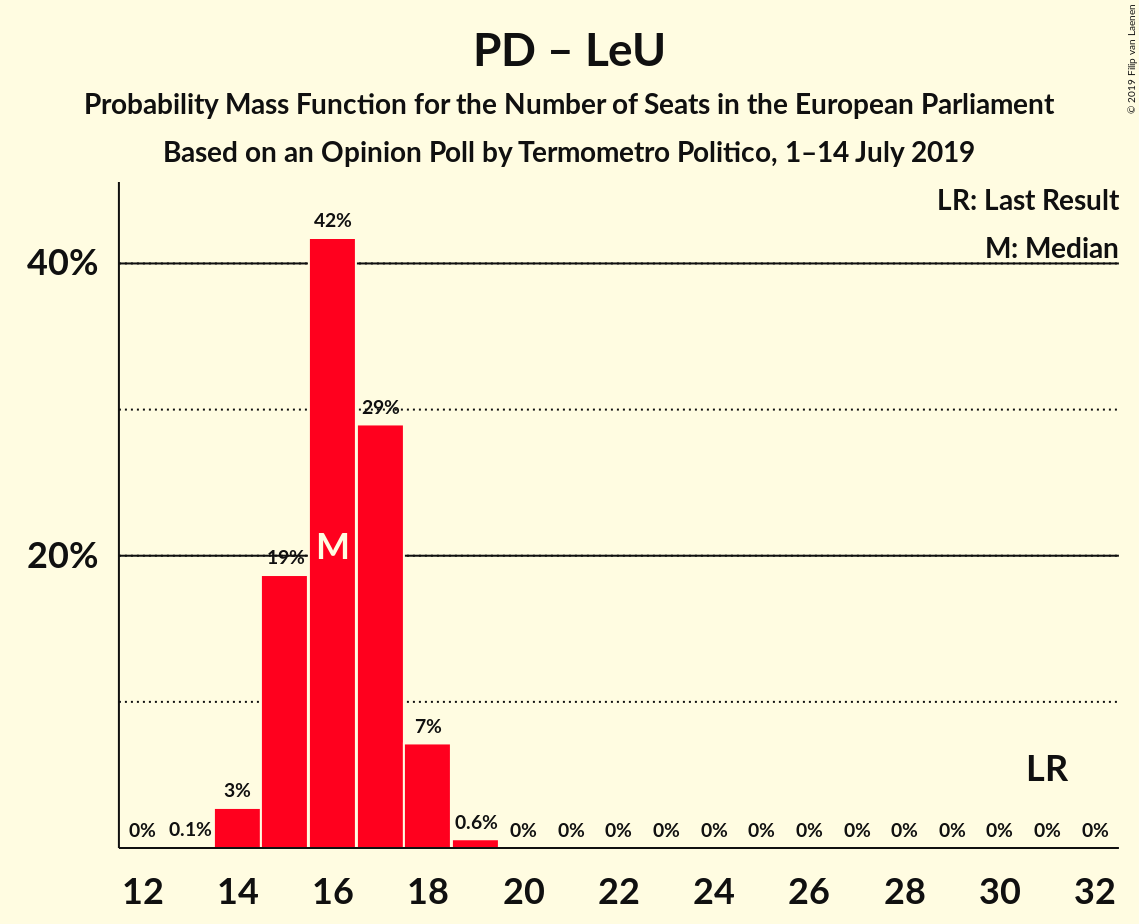 PD – LeU
Probability Mass Function for the Number of Seats in the European Parliament
Based on an Opinion Poll by Termometro Politico, 1–14 July 2019
© 2019 Filip van Laenen
LR: Last Result
M: Median
40%
20%
0% 0.1% 3% 19% 42% 29% 7% 0.6% 0% 0% 0% 0% 0% 0% 0% 0% 0% 0% 0% 0% 0%
M
LR
12 14 16 18 20 22 24 26 28 30 32